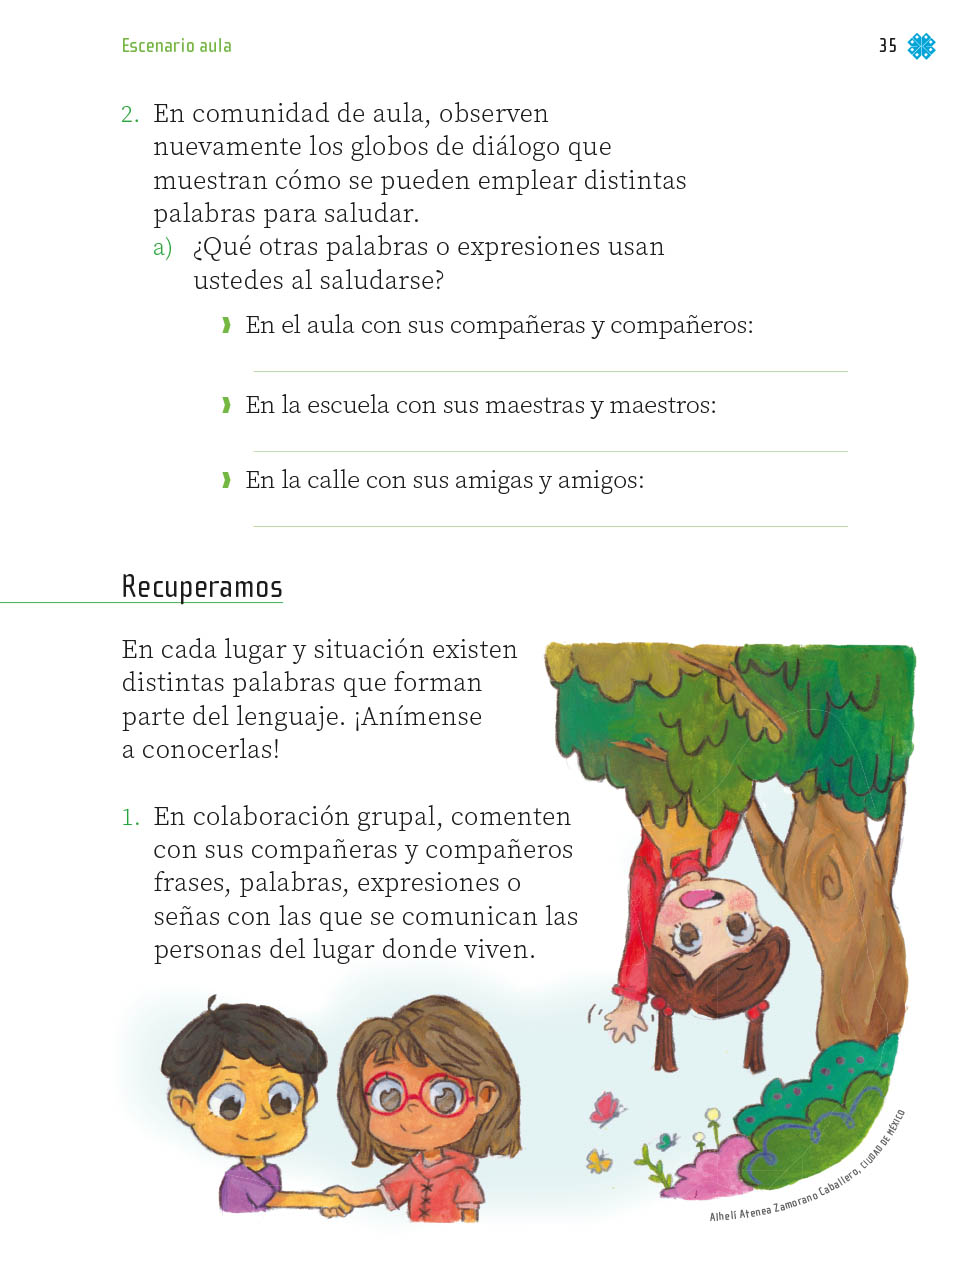 Escenario aula
35
2. En comunidad de aula, observen
nuevamente los globos de diálogo que
muestran cómo se pueden emplear distintas
palabras para saludar.
a) ¿Qué otras palabras o expresiones usan
ustedes al saludarse?
En el aula con sus compañeras y compañeros:
En la escuela con sus maestras y maestros:
En la calle con sus amigas y amigos:
Recuperamos
En cada lugar y situación existen
distintas palabras que forman
parte del lenguaje. ¡Anímense
a conocerlas!
1. En colaboración grupal, comenten
con sus compañeras y compañeros
frases, palabras, expresiones o
señas con las que se comunican las
personas del lugar donde viven.
Alhelí Atenea Zamorano Caballero, CIUDAD DE MÉXICO